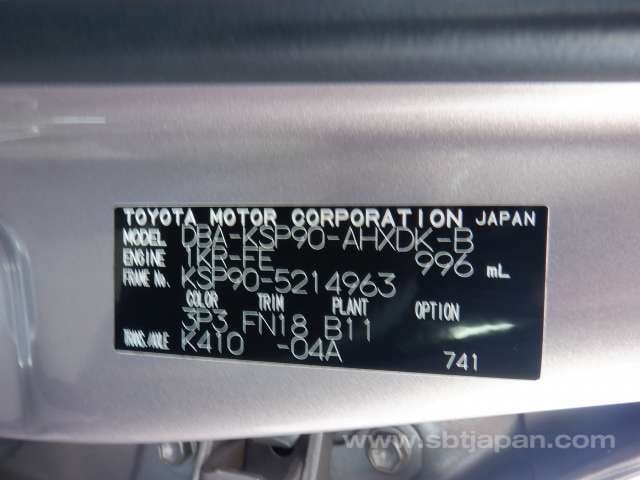 TOYOTA MOTOR CORPORATION JAPAN
MODEL DBA-KSP90-AHXDK-B
ENGINE 1KR-FE 996 mL
FRAME No. KSP90-5214963
COLOR TRIM PLANT OPTION
3P3 FN18 B11
TRANS./AXLE K410 -04A 741
www.sbtjapan.com